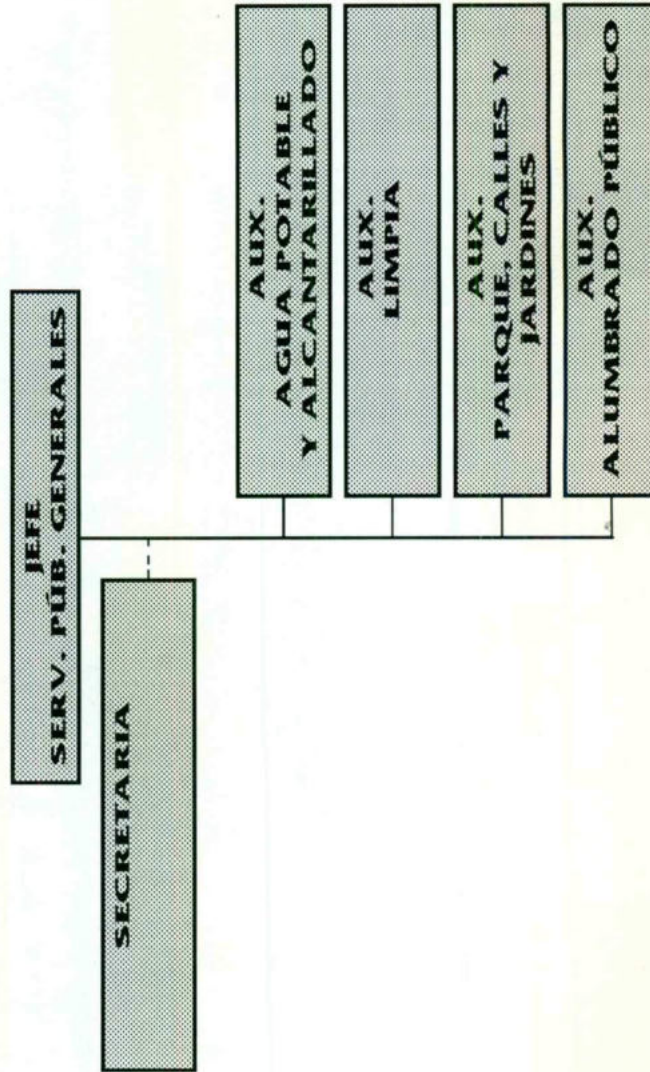 JEFE
SERV. PÚB. GENERALES
SECRETARIA
AUX.
AGUA POTABLE
Y ALCANTARILLADO
AUX.
LIMPIA
AUX.
PARQUE, CALLES Y
JARDINES
AUX.
ALUMBRADO PÚBLICO